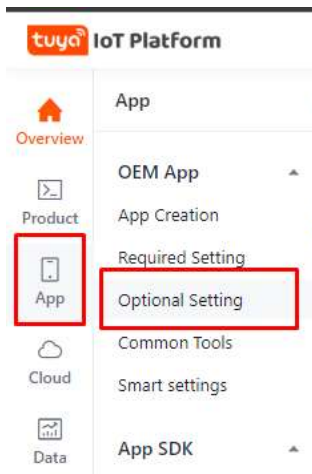 tuya IoT Platform
Overview
Product
App
Cloud
Data
App
OEM App
App Creation
Required Setting
Optional Setting
Common Tools
Smart settings
App SDK